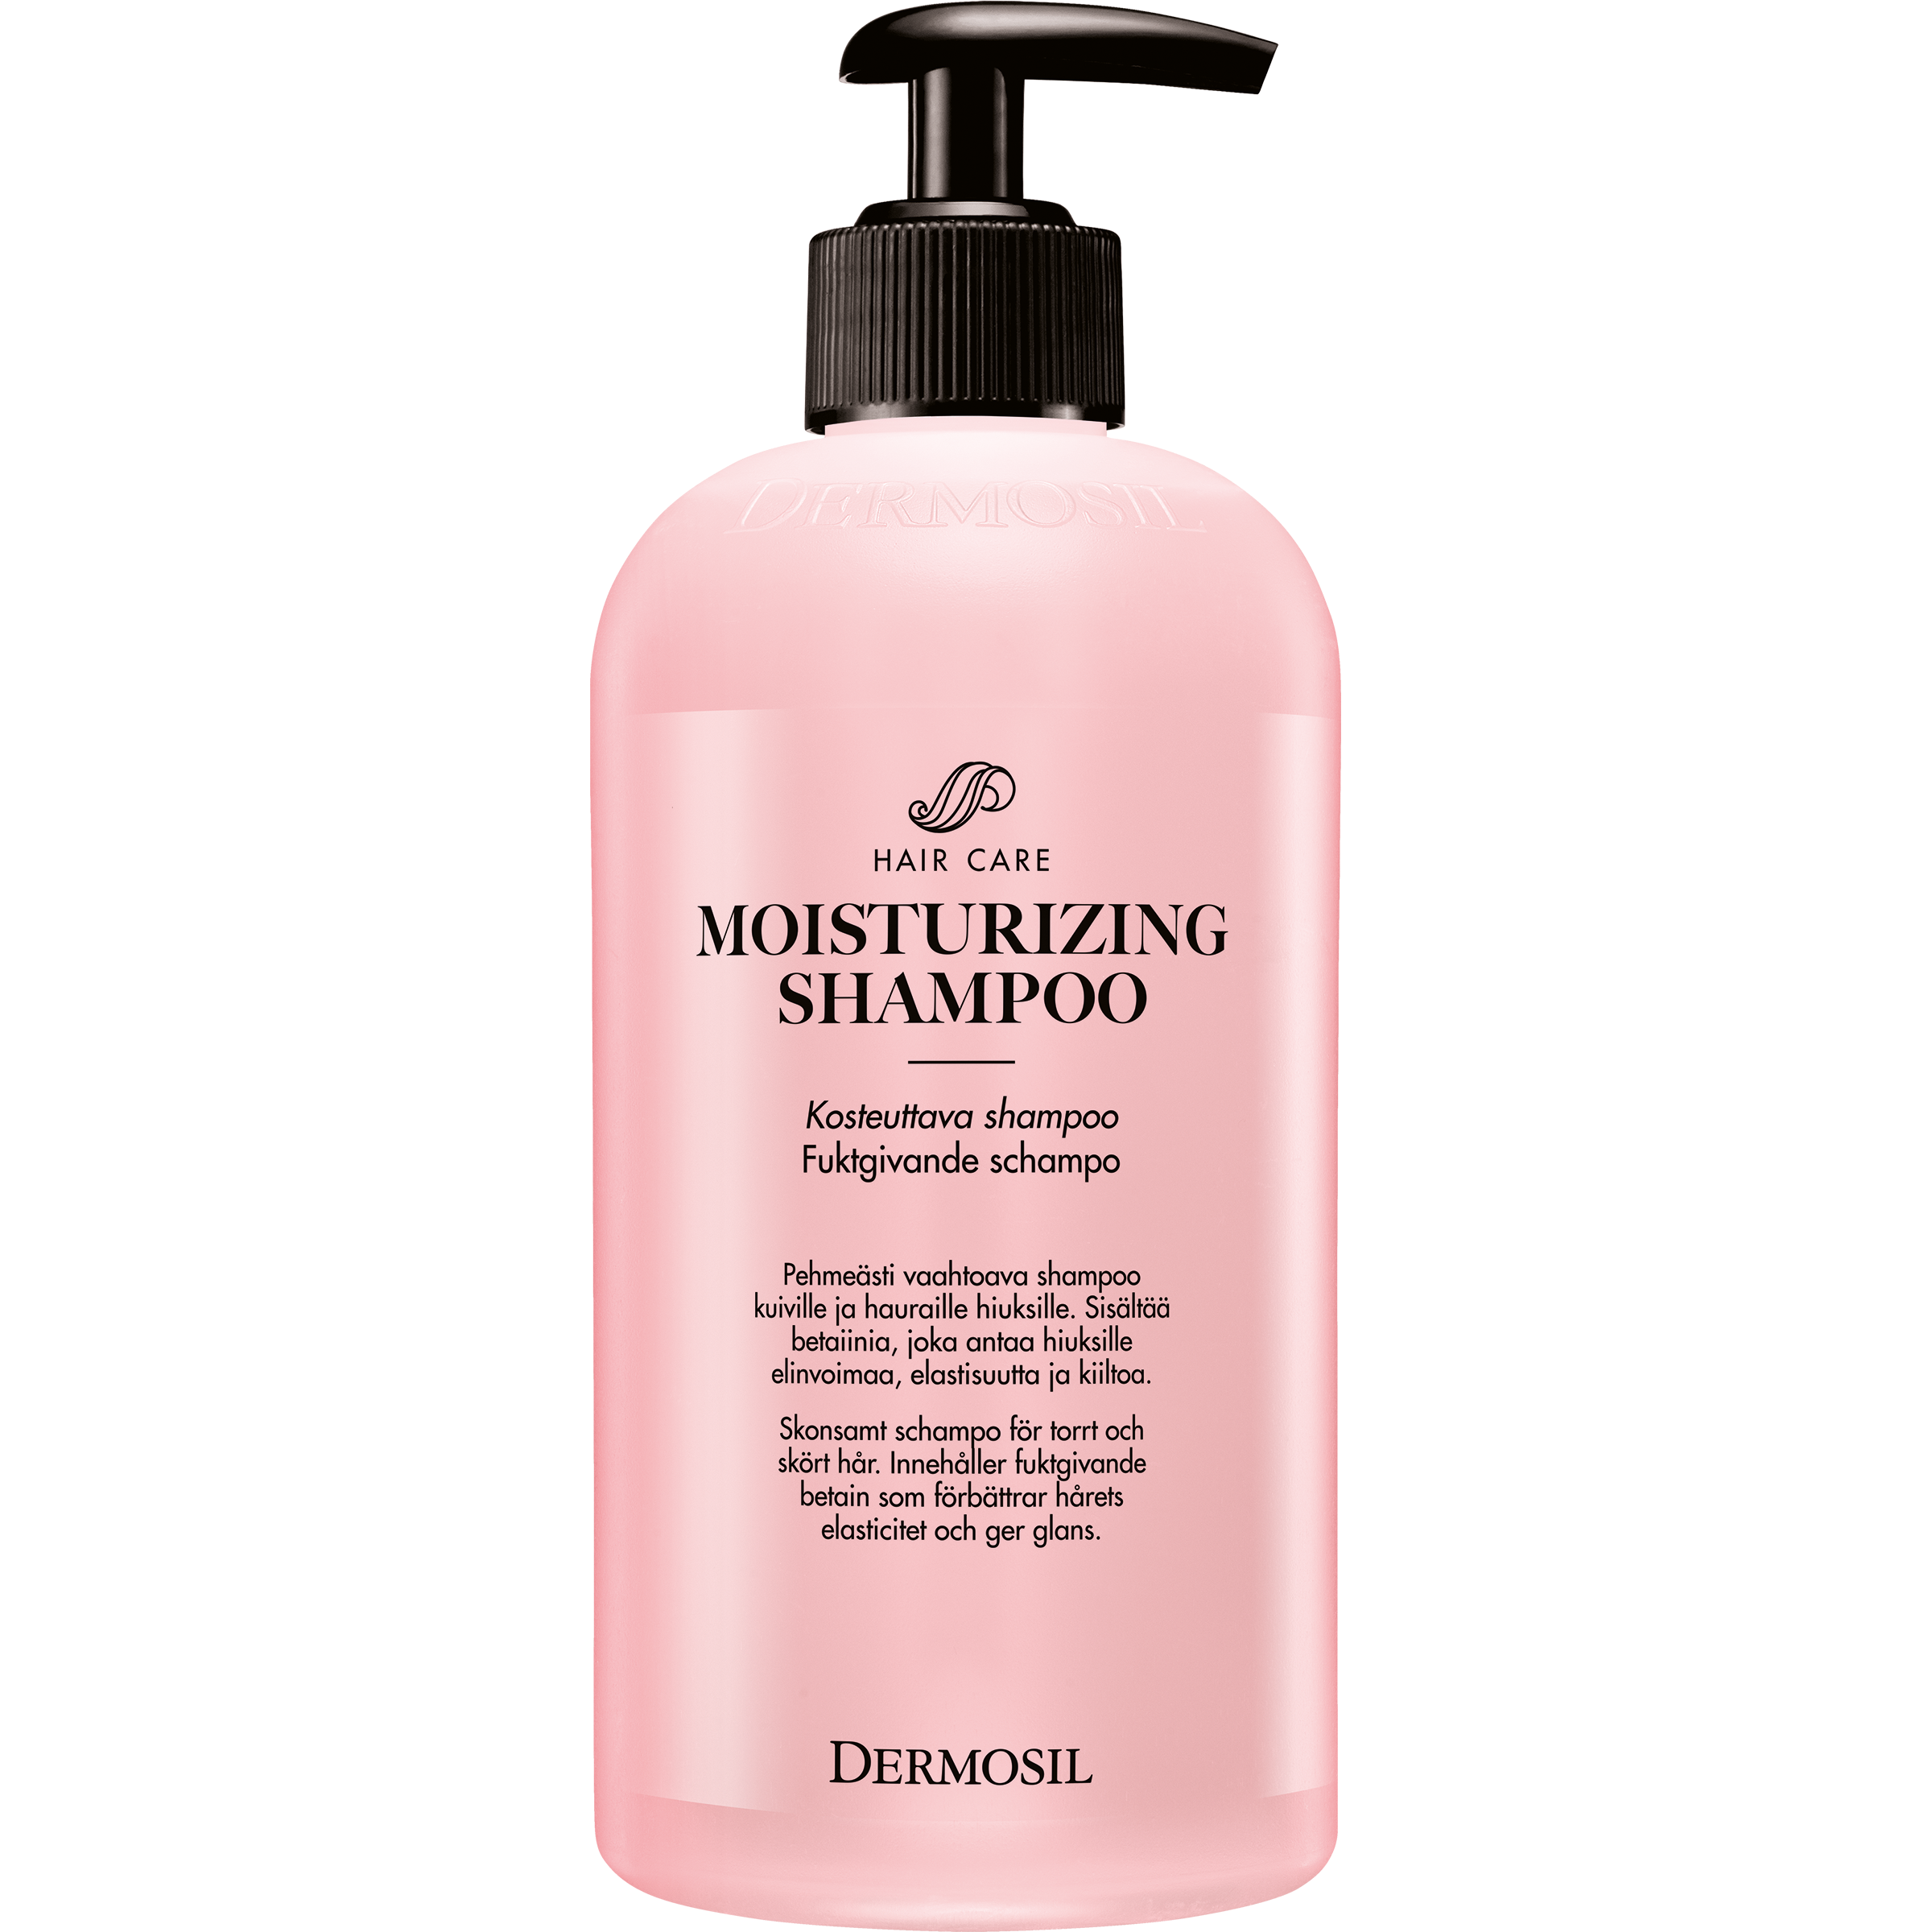 DERMOSIL
HAIR CARE
MOISTURIZING
SHAMPOO
Kosteuttava shampoo
Fuktgivande schampo
Pehmeästi vaahtoava shampoo
kuiville ja hauraille hiuksille. Sisältää
betaiinia, joka antaa hiuksille
elinvoimaa, elastisuutta ja kiiltoa.
Skonsamt schampo för torrt och
skört hår. Innehåller fuktgivande
betain som förbättrar hårets
elasticitet och ger glans.
DERMOSIL